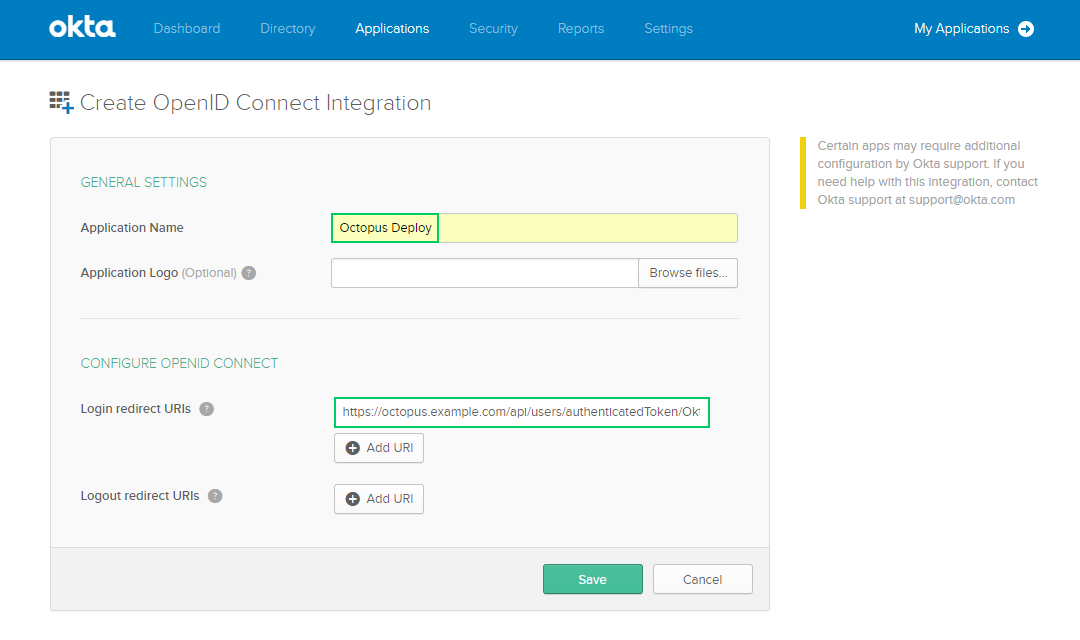 okta Dashboard Directory Applications Security Reports Settings My Applications
Create OpenID Connect Integration
GENERAL SETTINGS
Application Name Octopus Deploy
Application Logo (Optional) ? Browse files...
CONFIGURE OPENID CONNECT
Login redirect URIs ? https://octopus.example.com/api/users/authenticatedToken/Ok
Add URI
Logout redirect URIs ? Add URI
Save Cancel
Certain apps may require additional
configuration by Okta support. If you
need help with this integration, contact
Okta support at support@okta.com